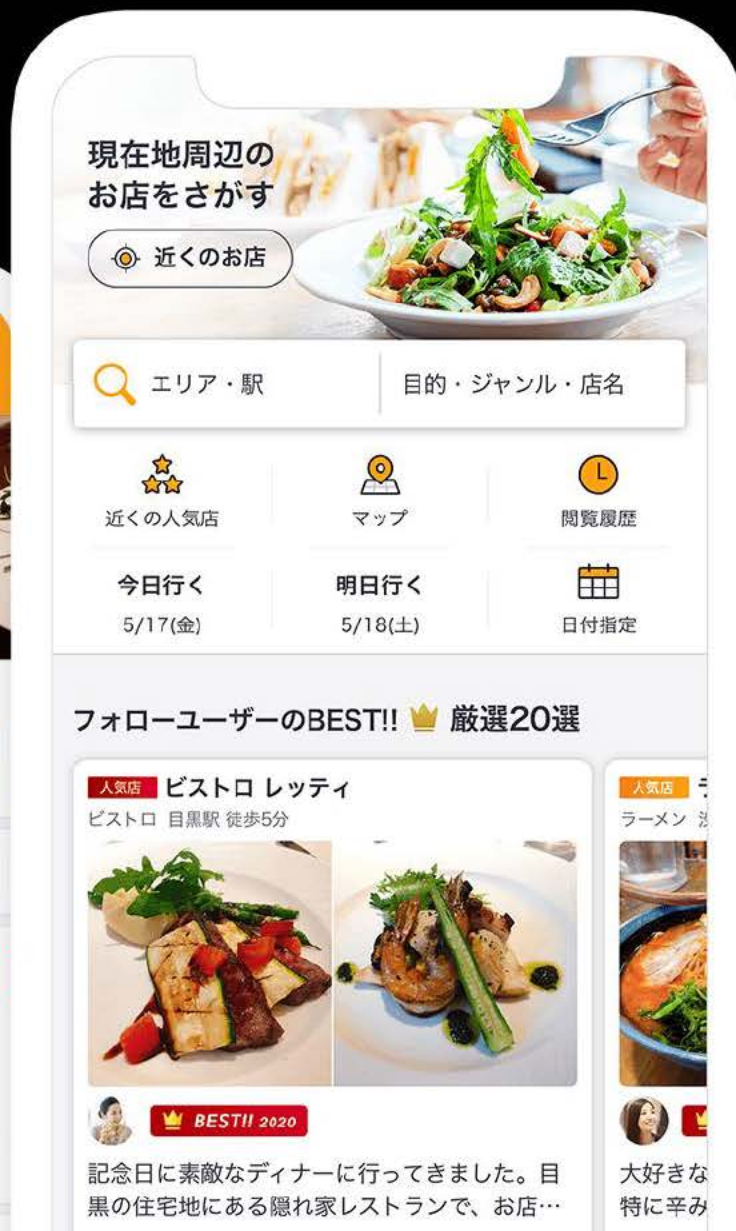 現在地周辺の
お店をさがす
近くのお店
エリア・駅
目的・ジャンル・店名
近くの人気店
マップ
閲覧履歴
今日行く
明日行く
5/17(金)
5/18(土)
日付指定
フォローユーザーのBEST!! 厳選20選
人気店 ビストロ レッティ
ビストロ 目黒駅 徒歩5分
BEST!! 2020
記念日に素敵なディナーに行ってきました。目
黒の住宅地にある隠れ家レストランで、お店…
人気店
ラーメン
大好きな
特に辛み